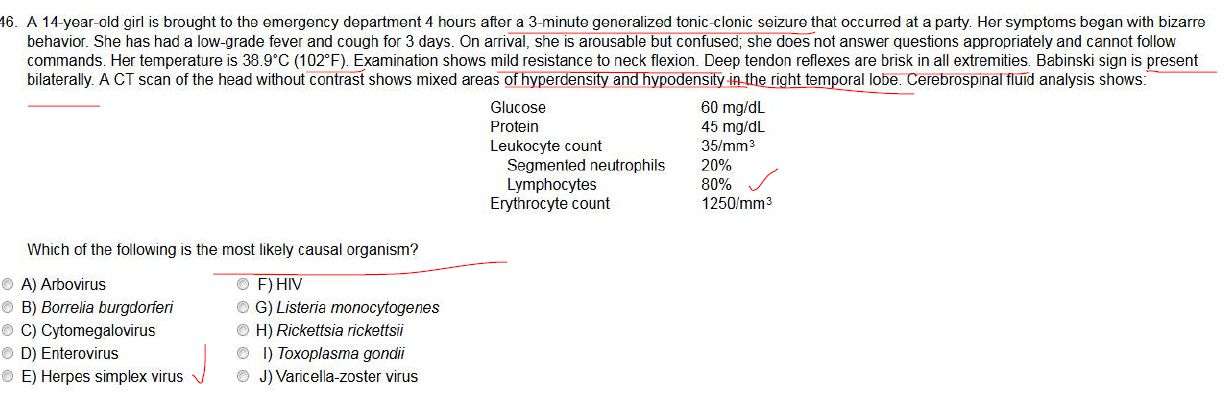 46. A 14-year-old girl is brought to the emergency department 4 hours after a 3-minute generalized tonic-clonic seizure that occurred at a party. Her symptoms began with bizarre
behavior. She has had a low-grade fever and cough for 3 days. On arrival, she is arousable but confused; she does not answer questions appropriately and cannot follow
commands. Her temperature is 38.9°C (102°F). Examination shows mild resistance to neck flexion. Deep tendon reflexes are brisk in all extremities. Babinski sign is present
bilaterally. A CT scan of the head without contrast shows mixed areas of hyperdensity and hypodensity in the right temporal lobe. Cerebrospinal fluid analysis shows:
Glucose 60 mg/dL
Protein 45 mg/dL
Leukocyte count 35/mm³
Segmented neutrophils 20%
Lymphocytes 80%
Erythrocyte count 1250/mm³
Which of the following is the most likely causal organism?
A) Arbovirus
B) Borrelia burgdorferi
C) Cytomegalovirus
D) Enterovirus
E) Herpes simplex virus
F) HIV
G) Listeria monocytogenes
H) Rickettsia rickettsii
I) Toxoplasma gondii
J) Varicella-zoster virus